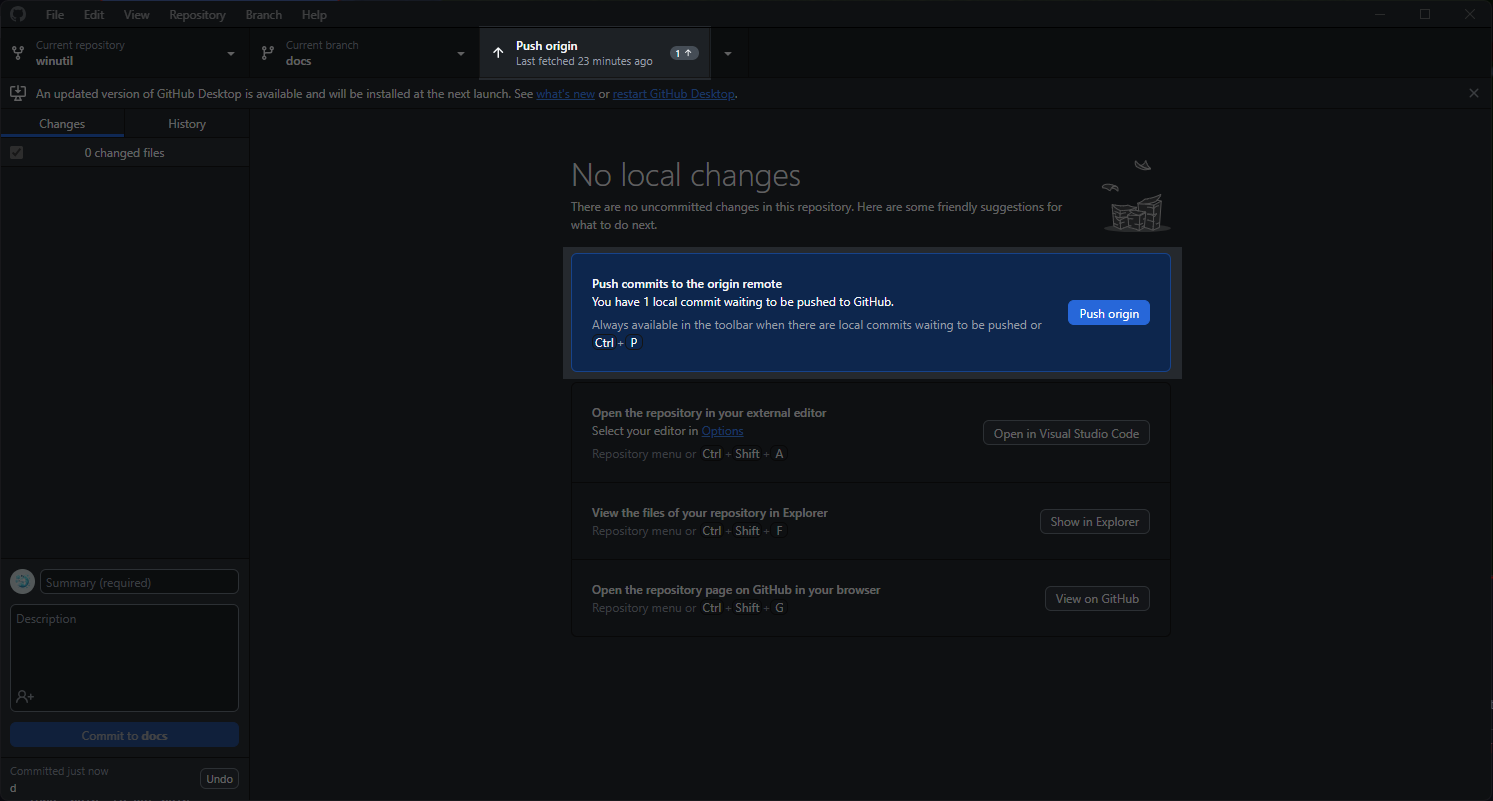 File Edit View Repository Branch Help
Current repository
winutil
Current branch
docs
Push origin
Last fetched 23 minutes ago
1
An updated version of GitHub Desktop is available and will be installed at the next launch. See what's new or restart GitHub Desktop.
Changes
History
0 changed files
No local changes
There are no uncommitted changes in this repository. Here are some friendly suggestions for
what to do next.
Push commits to the origin remote
You have 1 local commit waiting to be pushed to GitHub.
Always available in the toolbar when there are local commits waiting to be pushed or
Ctrl + P
Push origin
Open the repository in your external editor
Select your editor in Options
Repository menu or Ctrl + Shift + A
Open in Visual Studio Code
View the files of your repository in Explorer
Repository menu or Ctrl + Shift + F
Show in Explorer
Open the repository page on GitHub in your browser
Repository menu or Ctrl + Shift + G
View on GitHub
Summary (required)
Description
Commit to docs
Committed just now
d
Undo